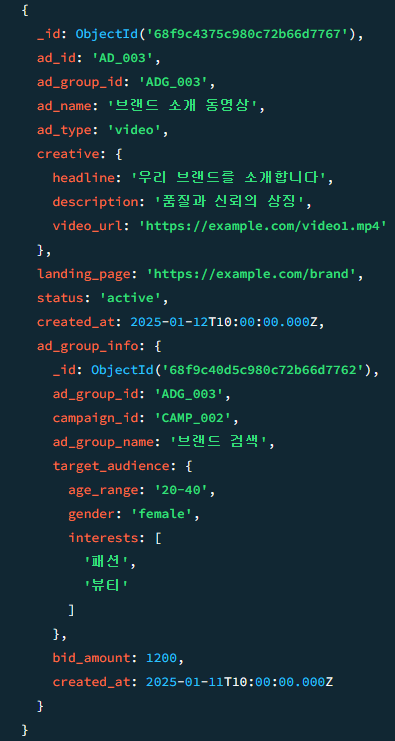 {
_id: ObjectId('68f9c4375c980c72b66d7767'),
ad_id: 'AD_003',
ad_group_id: 'ADG_003',
ad_name: '브랜드 소개 동영상',
ad_type: 'video',
creative: {
headline: '우리 브랜드를 소개합니다',
description: '품질과 신뢰의 상징',
video_url: 'https://example.com/video1.mp4'
},
landing_page: 'https://example.com/brand',
status: 'active',
created_at: 2025-01-12T10:00:00.000Z,
ad_group_info: {
_id: ObjectId('68f9c40d5c980c72b66d7762'),
ad_group_id: 'ADG_003',
campaign_id: 'CAMP_002',
ad_group_name: '브랜드 검색',
target_audience: {
age_range: '20-40',
gender: 'female',
interests: [
'패션',
'뷰티'
]
},
bid_amount: 1200,
created_at: 2025-01-11T10:00:00.000Z
}
}